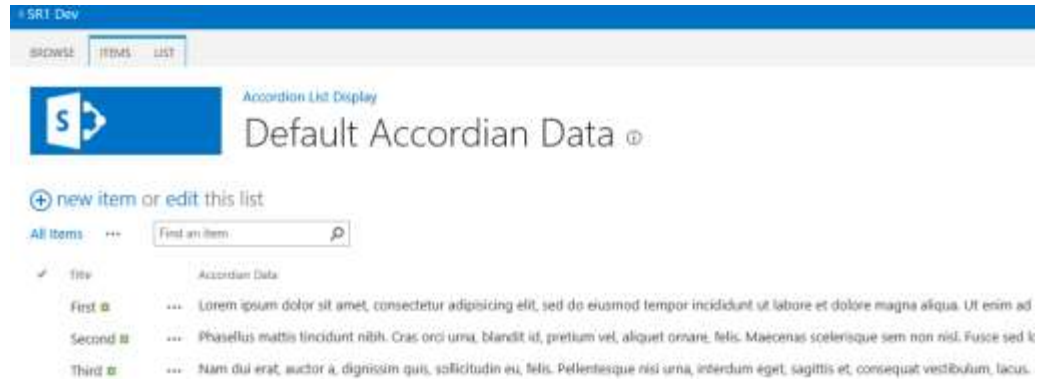 SRT Dev
BROWSE ITEMS LIST
S
Accordion List Display
Default Accordian Data
new item or edit this list
All Items ... Find an item
Title Accordian Data
First ... Lorem ipsum dolor sit amet, consectetur adipisicing elit, sed do eiusmod tempor incididunt ut labore et dolore magna aliqua. Ut enim ad
Second ... Phasellus mattis tincidunt nibh. Cras orci urna, blandit id, pretium vel, aliquet ornare, felis. Maecenas scelerisque sem non nisl. Fusce sed
Third ... Nam dui erat, auctor a, dignissim quis, sollicitudin eu, felis. Pellentesque nisi urna, interdum eget, sagittis et, consequat vestibulum, lacus.